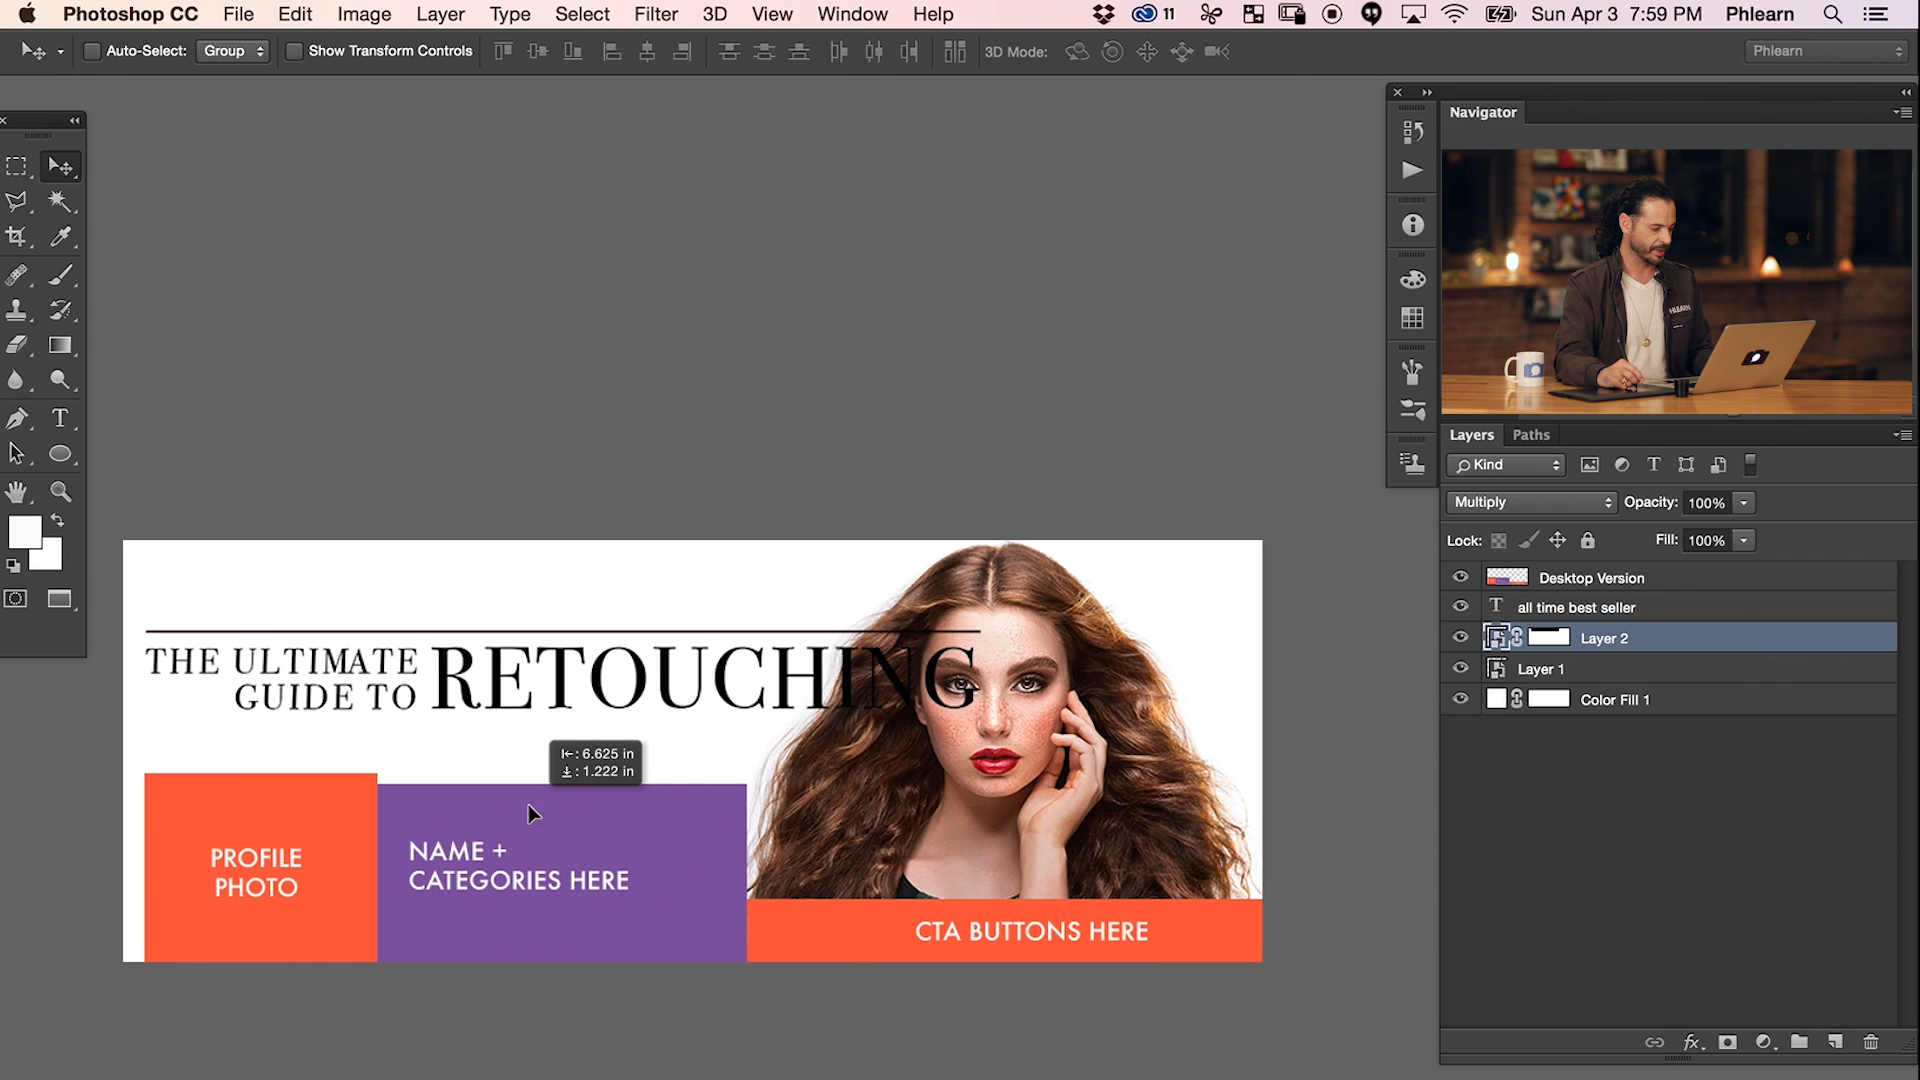 Photoshop CC File Edit Image Layer Type Select Filter 3D View Window Help 11 Sun Apr 3 7:59 PM Phlearn
Auto-Select: Group Show Transform Controls 3D Mode: Phlearn
Navigator
Layers Paths
Kind
Multiply Opacity: 100%
Lock: Fill: 100%
Desktop Version
T all time best seller
Layer 2
Layer 1
Color Fill 1
THE ULTIMATE
GUIDE TO RETOUCHING
: 6.625 in
: 1.222 in
PROFILE
PHOTO
NAME +
CATEGORIES HERE
CTA BUTTONS HERE
fx